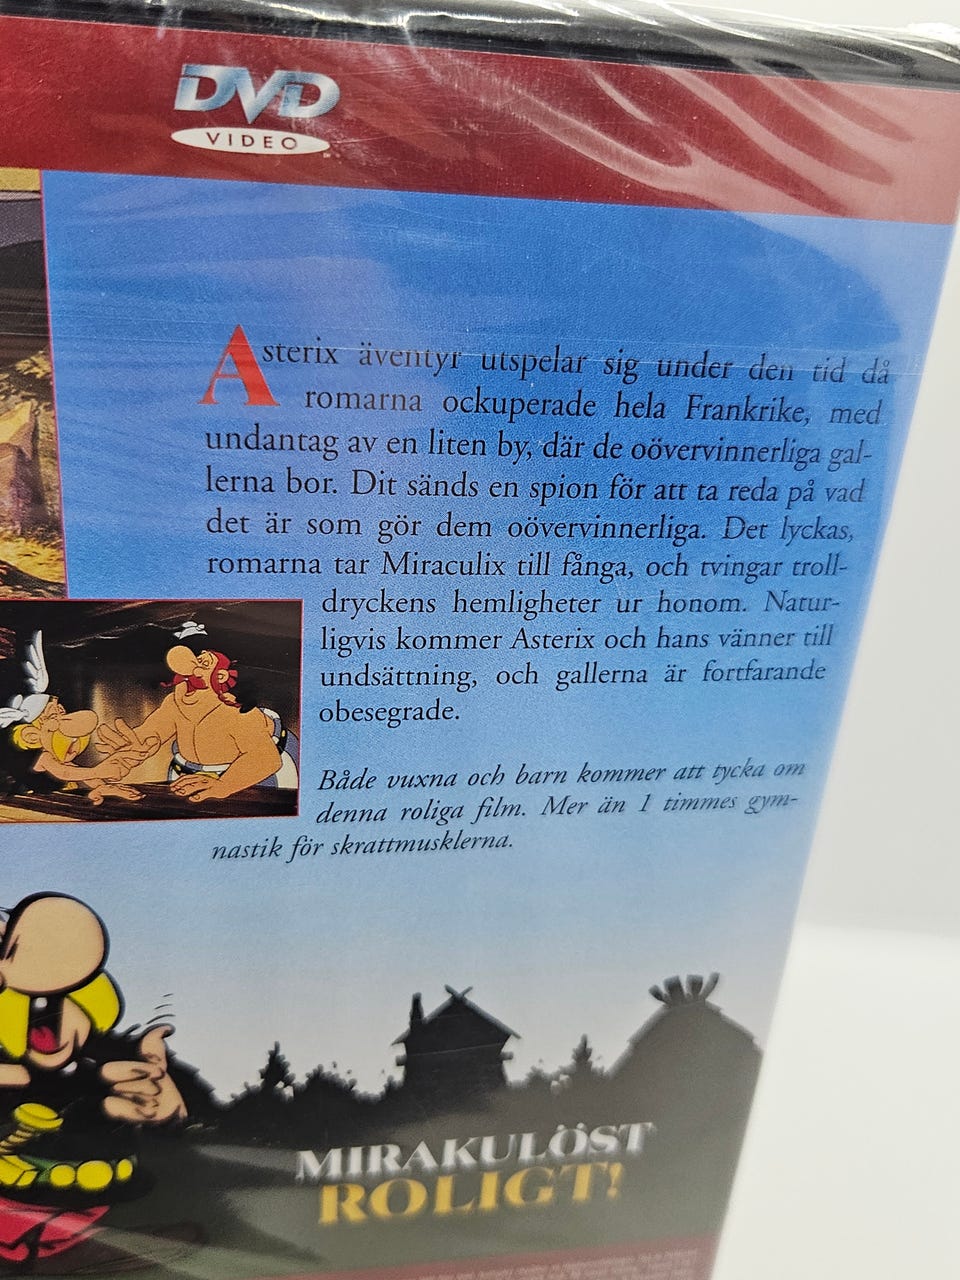 DVD
VIDEO
Asterix äventyr utspelar sig under den tid då
romarna ockuperade hela Frankrike, med
undantag av en liten by, där de oövervinnerliga gal-
lerna bor. Dit sänds en spion för att ta reda på vad
det är som gör dem oövervinnerliga. Det lyckas,
romarna tar Miraculix till fånga, och tvingar troll-
dryckens hemligheter ur honom. Natur-
ligvis kommer Asterix och hans vänner till
undsättning, och gallerna är fortfarande
obesegrade.
Både vuxna och barn kommer att tycka om
denna roliga film. Mer än 1 timmes gym-
nastik för skrattmusklerna.
MIRAKULÖST
ROLIGT!